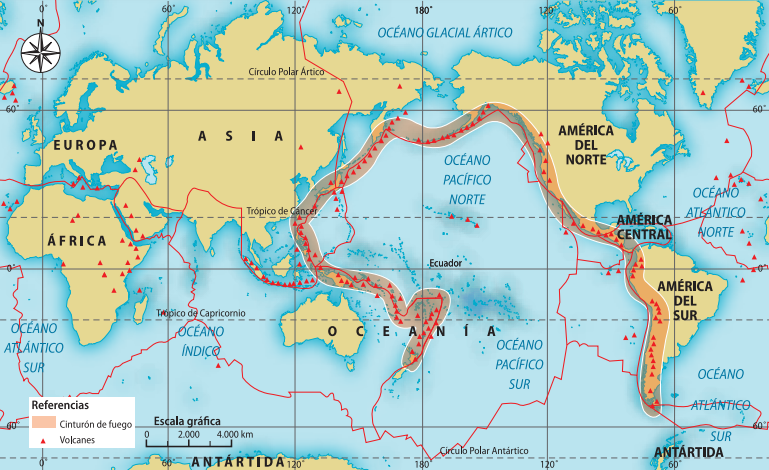 0°
60°
120°
180°
120°
60°
OCÉANO GLACIAL ÁRTICO
Círculo Polar Ártico
60°
60°
ASIA
EUROPA
AMÉRICA
DEL
NORTE
OCÉANO
PACÍFICO
NORTE
OCÉANO
ATLÁNTICO
NORTE
Trópico de Cáncer
AMÉRICA
CENTRAL
ÁFRICA
Ecuador
0°
0°
AMÉRICA
DEL
SUR
Trópico de Capricornio
OCÉANO
ATLÁNTICO
SUR
OCÉANO
ÍNDICO
OCEANÍA
OCÉANO
PACÍFICO
SUR
OCÉANO
ATLÁNTICO
SUR
Referencias
Cinturón de fuego
Volcanes
Escala gráfica
0 2.000 4.000 km
60°
60°
Círculo Polar Antártico
ANTÁRTIDA
ANTÁRTIDA
0°
60°
120°
180°
120°
60°